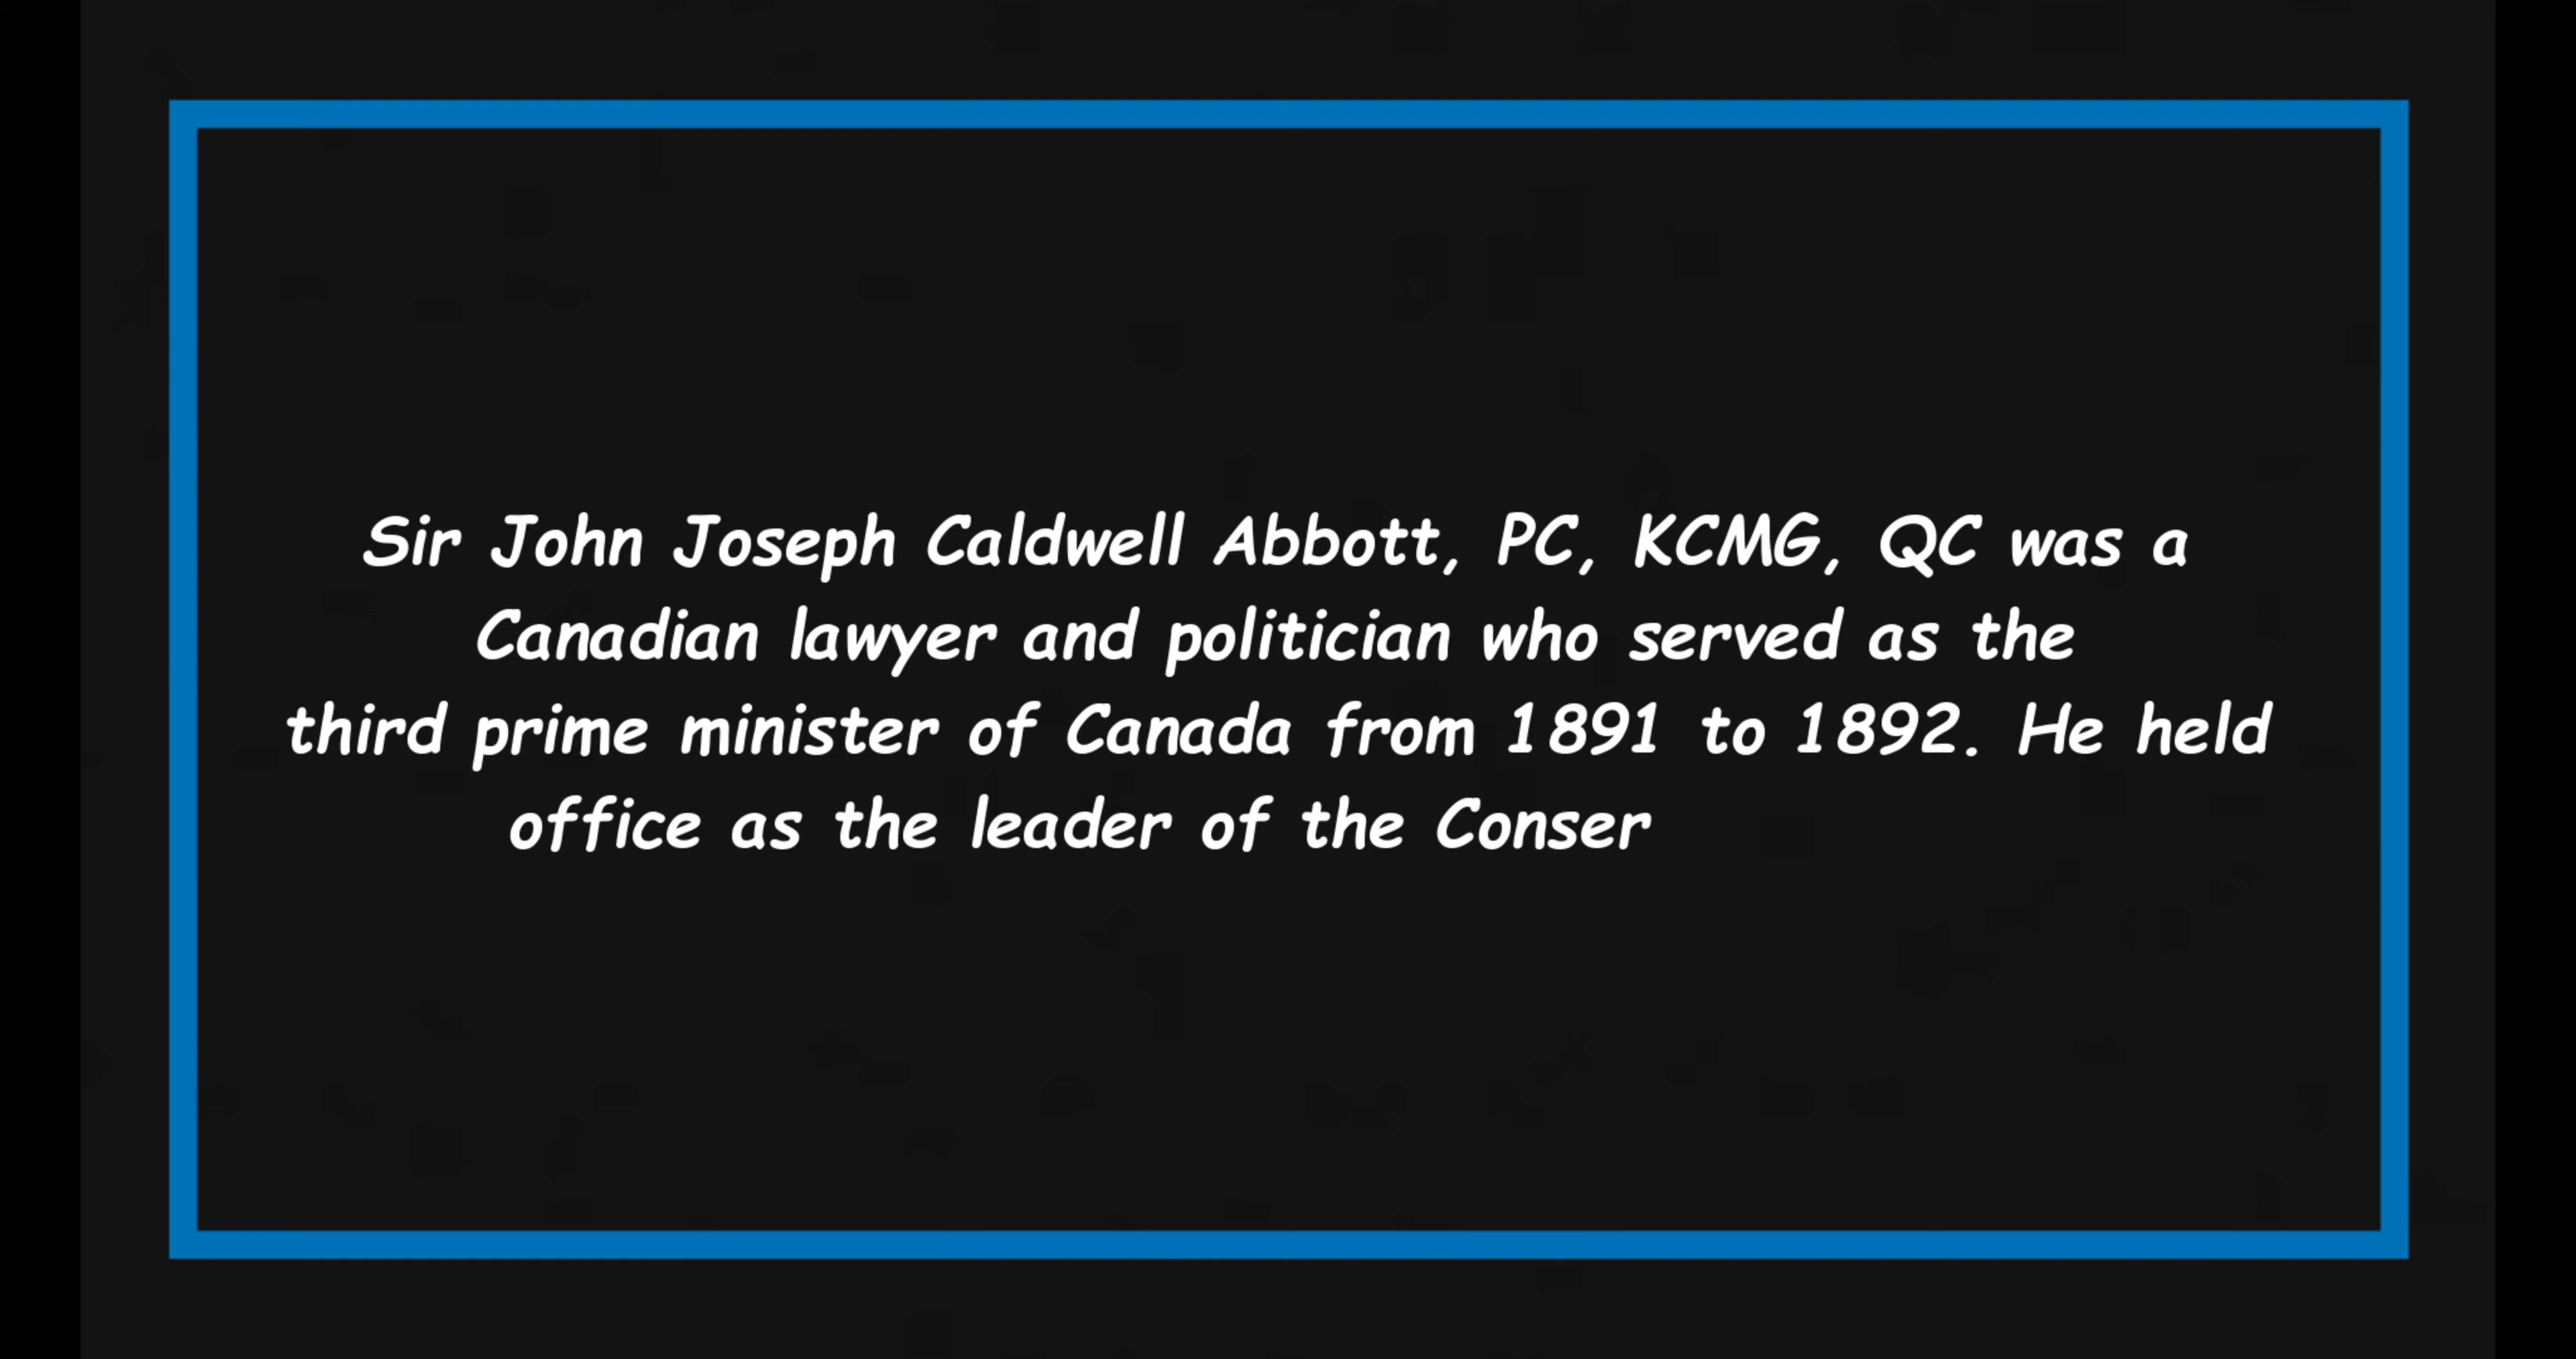 Sir John Joseph Caldwell Abbott, PC, KCMG, QC was a
Canadian lawyer and politician who served as the
third prime minister of Canada from 1891 to 1892. He held
office as the leader of the Conser